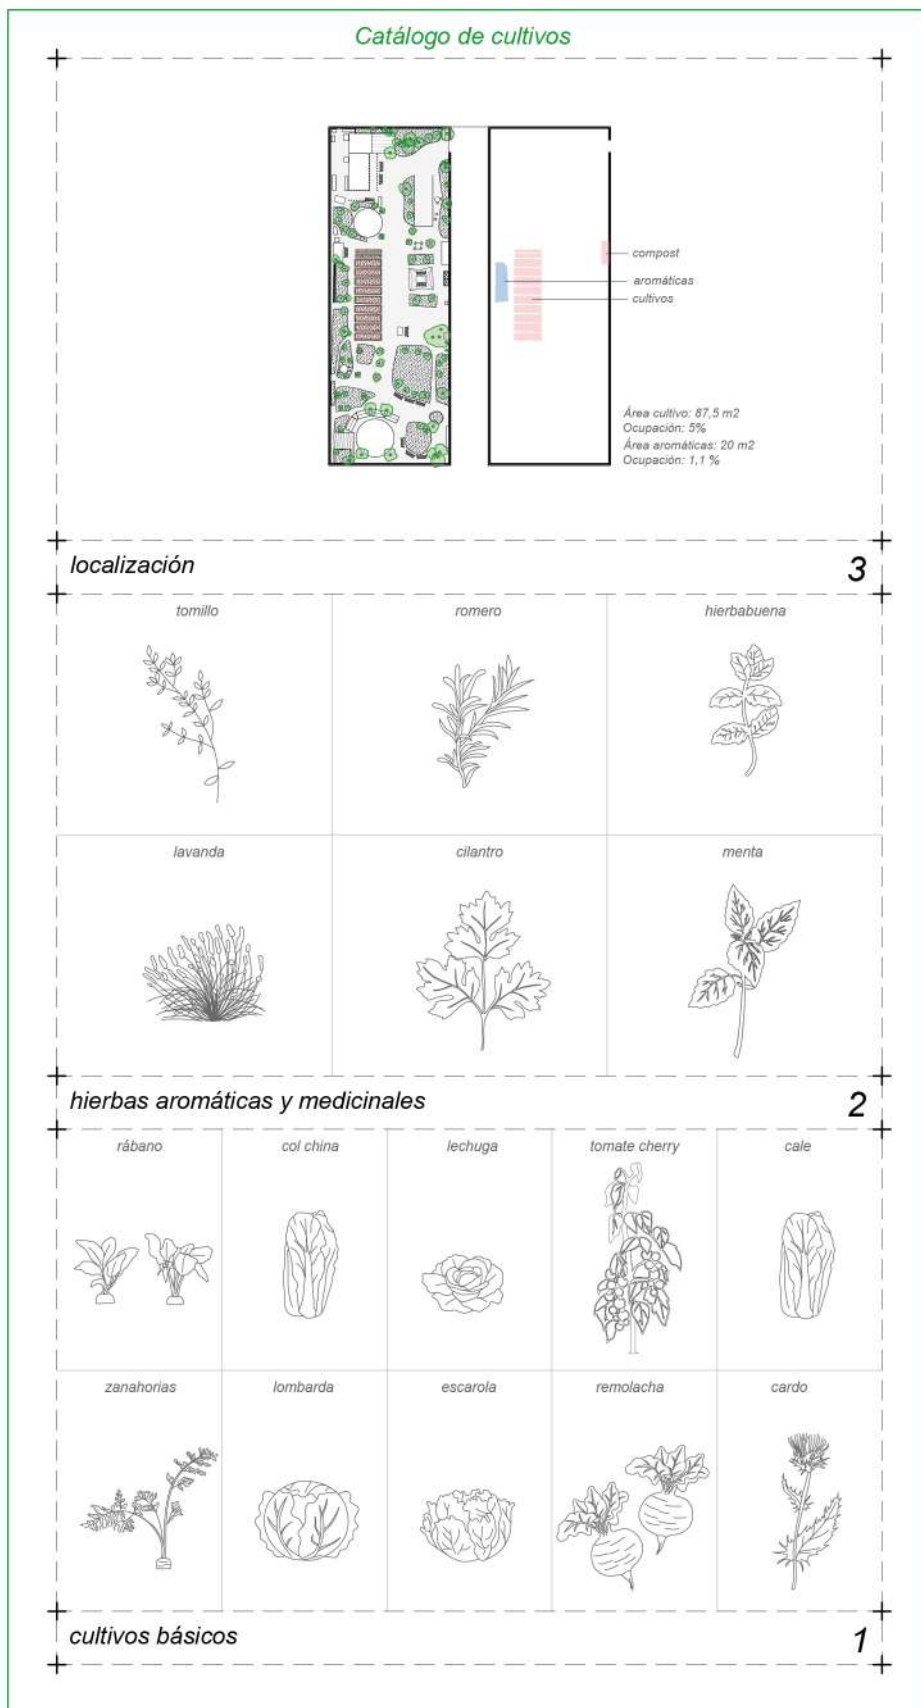 Catálogo de cultivos
compost
aromáticas
cultivos
Área cultivo: 87,5 m2
Ocupación: 5%
Área aromáticas: 20 m2
Ocupación: 1,1 %
localización 3
tomillo romero hierbabuena
lavanda cilantro menta
hierbas aromáticas y medicinales 2
rábano col china lechuga tomate cherry cale
zanahorias lombarda escarola remolacha cardo
cultivos básicos 1